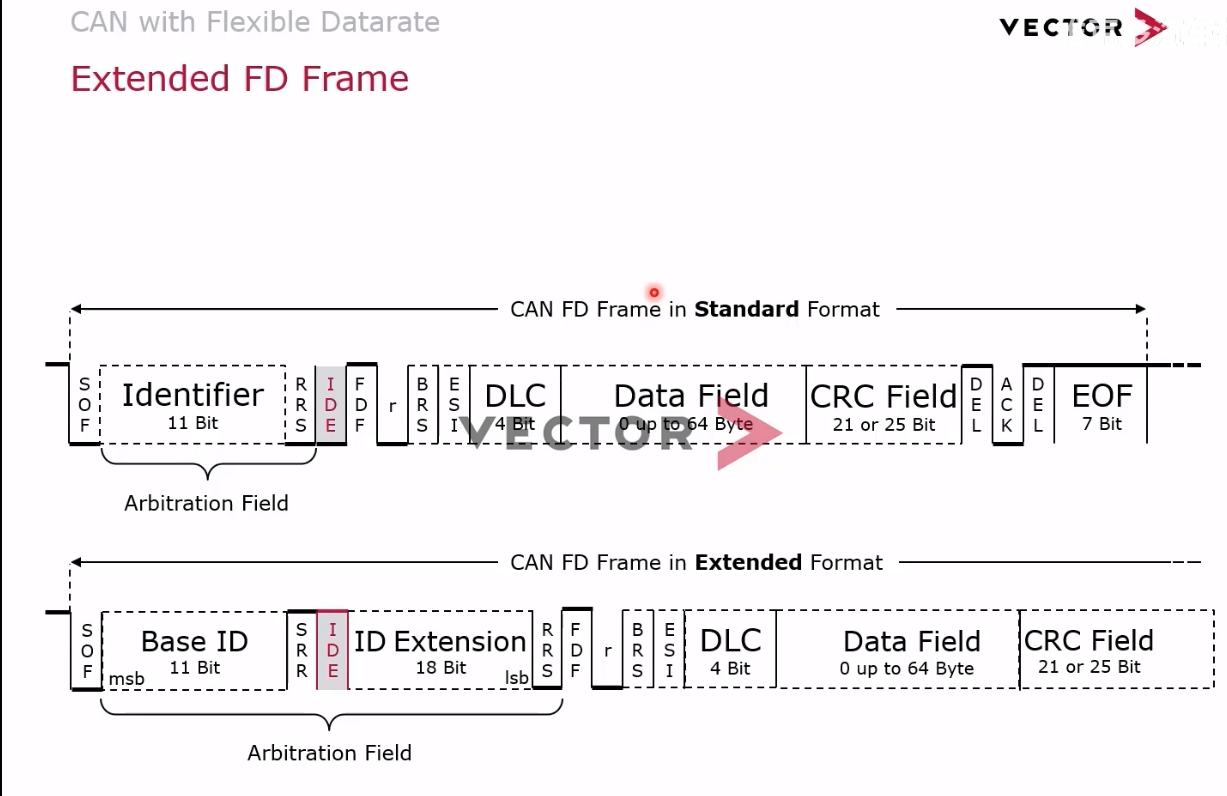 CAN with Flexible Datarate
VECTOR
Extended FD Frame
CAN FD Frame in Standard Format
SOF Identifier RRS IDE FDF r BRS ESI DLC Data Field CRC Field DEL ACK DEL EOF
11 Bit 4 Bit 0 up to 64 Byte 21 or 25 Bit 7 Bit
VECTOR
Arbitration Field
CAN FD Frame in Extended Format
SOF Base ID SRR IDE ID Extension RRS FDF r BRS ESI DLC Data Field CRC Field
11 Bit 18 Bit 4 Bit 0 up to 64 Byte 21 or 25 Bit
msb lsb
Arbitration Field